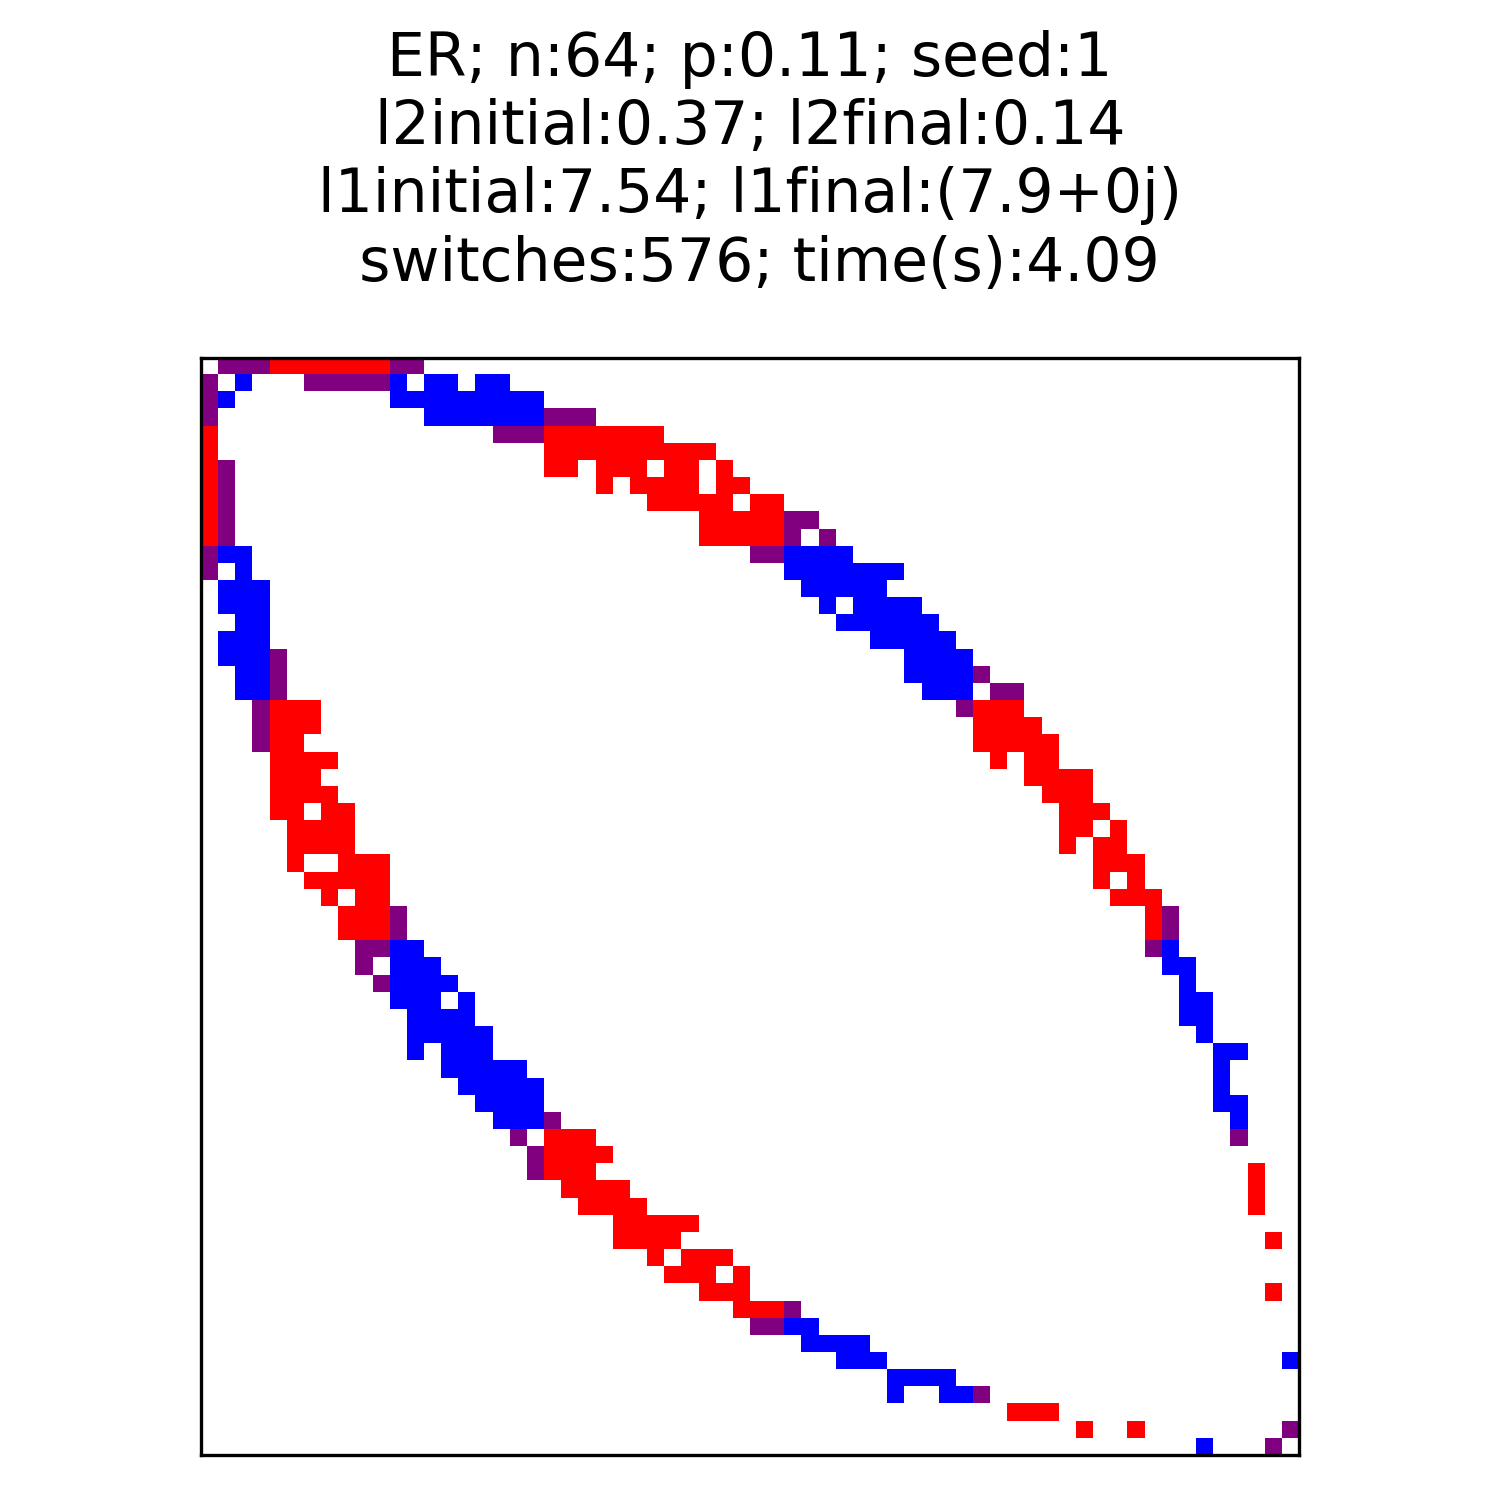 ER; n:64; p:0.11; seed:1
l2initial:0.37; l2final:0.14
l1initial:7.54; l1final:(7.9+0j)
switches:576; time(s):4.09